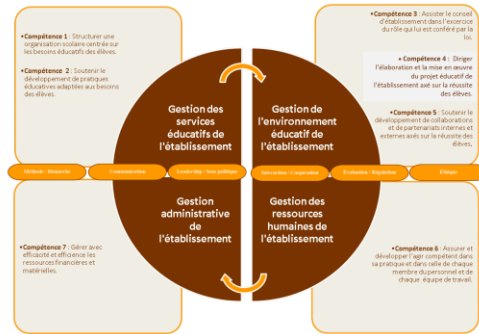 •Compétence 1 : Structurer une
organisation scolaire centrée sur
les besoins éducatifs des élèves.
•Compétence 2 : Soutenir le
développement de pratiques
éducatives adaptées aux besoins
des élèves.
•Compétence 3 : Assister le conseil
d'établissement dans l'exercice
du rôle qui lui est conféré par la
loi.
•Compétence 4 : Diriger
l'élaboration et la mise en œuvre
du projet éducatif de
l'établissement axé sur la réussite
des élèves.
•Compétence 5 : Soutenir le
développement de collaborations
et de partenariats internes et
externes axés sur la réussite des
élèves.
Gestion des
services
éducatifs de
l'établissement
Gestion de
l'environnement
éducatif de
l'établissement
Méthode / Démarche
Communication
Leadership / Sens politique
Interaction / Coopération
Évaluation / Régulation
Éthique
Gestion
administrative de
l'établissement
Gestion des
ressources
humaines de
l'établissement
•Compétence 7 : Gérer avec
efficacité et efficience les
ressources financières et
matérielles.
•Compétence 6 : Assurer et
développer l'agir compétent dans
sa pratique et dans celle de chaque
membre du personnel et de
chaque équipe de travail.